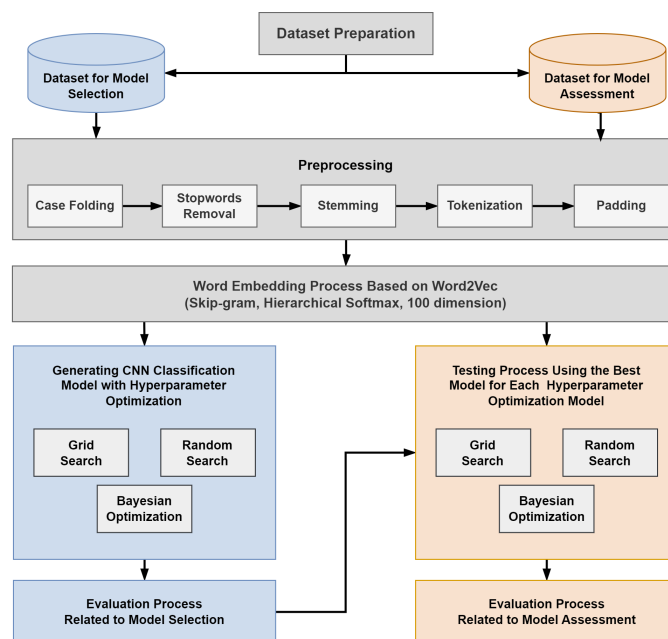 Dataset Preparation
Dataset for Model
Selection
Dataset for Model
Assessment
Preprocessing
Case Folding
Stopwords
Removal
Stemming
Tokenization
Padding
Word Embedding Process Based on Word2Vec
(Skip-gram, Hierarchical Softmax, 100 dimension)
Generating CNN Classification
Model with Hyperparameter
Optimization
Grid
Search
Random
Search
Bayesian
Optimization
Testing Process Using the Best
Model for Each Hyperparameter
Optimization Model
Grid
Search
Random
Search
Bayesian
Optimization
Evaluation Process
Related to Model Selection
Evaluation Process
Related to Model Assessment